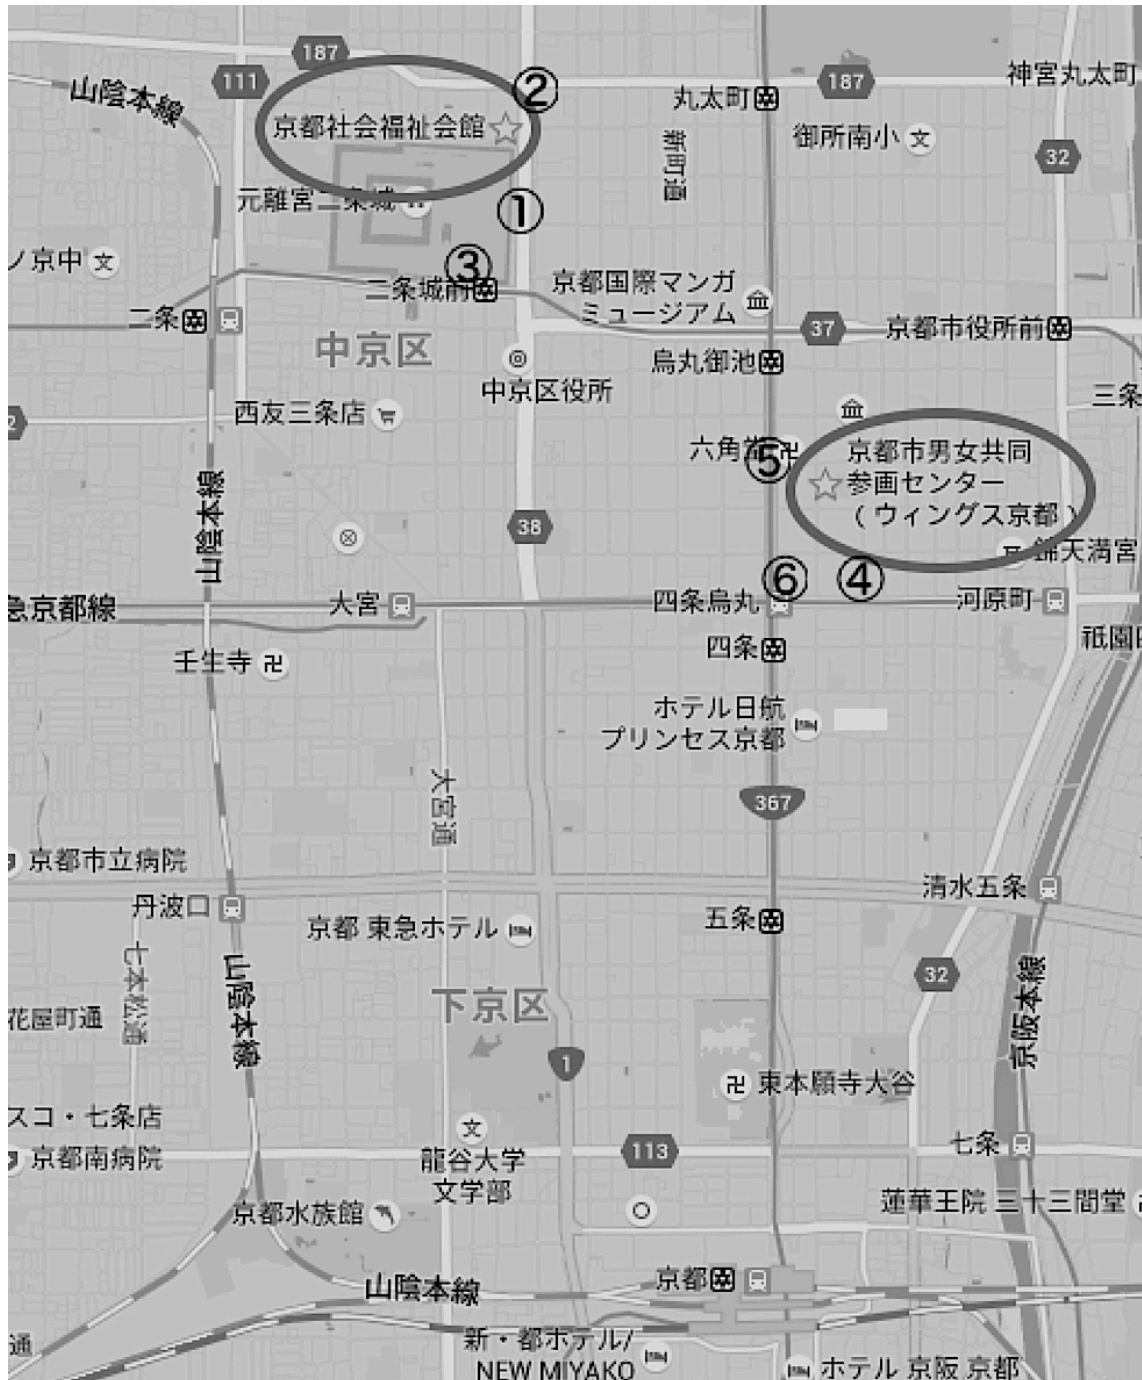 187
111
山陰本線
②
丸太町
187
神宮丸太町
京都社会福祉会館
新町通
御所南小
文
32
元離宮二条城
①
ノ京中
文
③
二条城前
京都国際マンガ
ミュージアム
二条
37
京都市役所前
中京区
烏丸御池
中京区役所
三条
西友三条店
2
六角堂
⑤
京都市男女共同
参画センター
(ウィングス京都)
山陰本線
38
錦天満宮
⑥
④
急京都線
大宮
四条烏丸
河原町
四条
祇園四
壬生寺
ホテル日航
プリンセス京都
大宮通
367
京都市立病院
清水五条
丹波口
京都 東急ホテル
五条
七本松通
山陰本線
32
京阪本線
下京区
花屋町通
1
東本願寺大谷
スコ・七条店
文
京都南病院
龍谷大学
文学部
113
七条
京都水族館
蓮華王院 三十三間堂
山陰本線
京都
通
新・都ホテル/
NEW MIYAKO
ホテル 京阪 京都